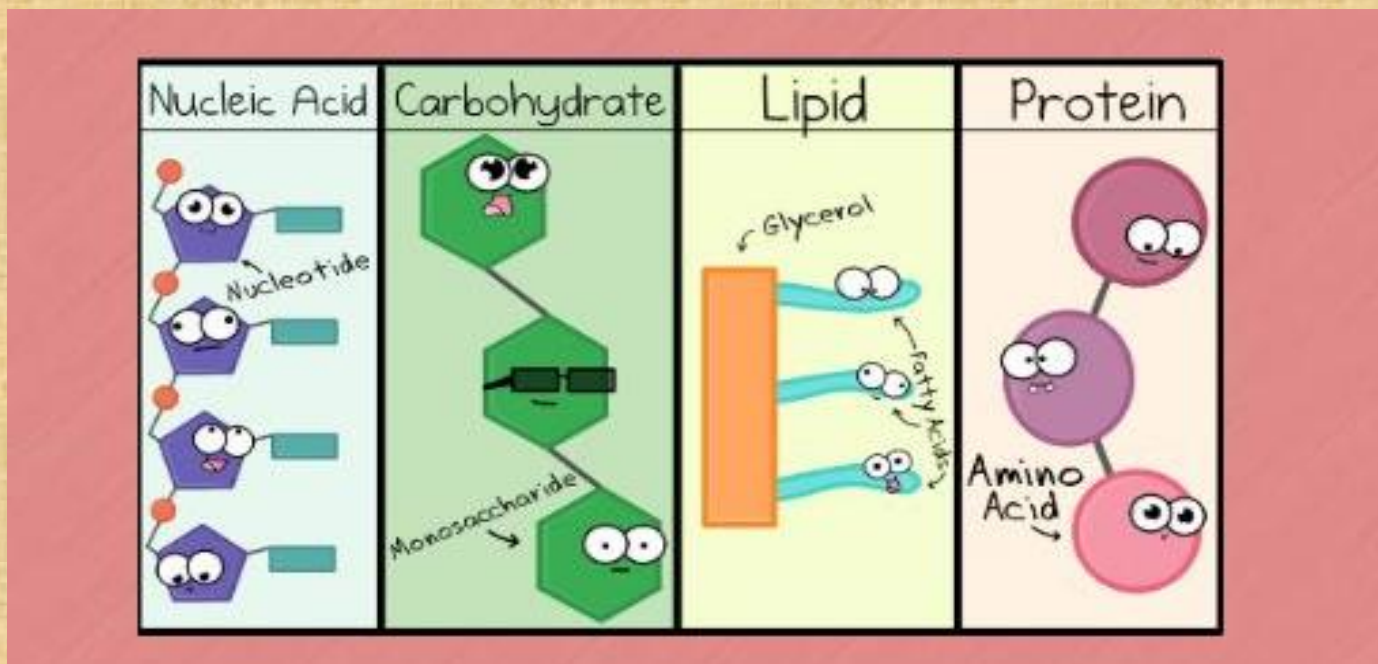 Nucleic Acid
Nucleotide
Carbohydrate
Monosaccharide
Lipid
Glycerol
Fatty Acids
Protein
Amino
Acid